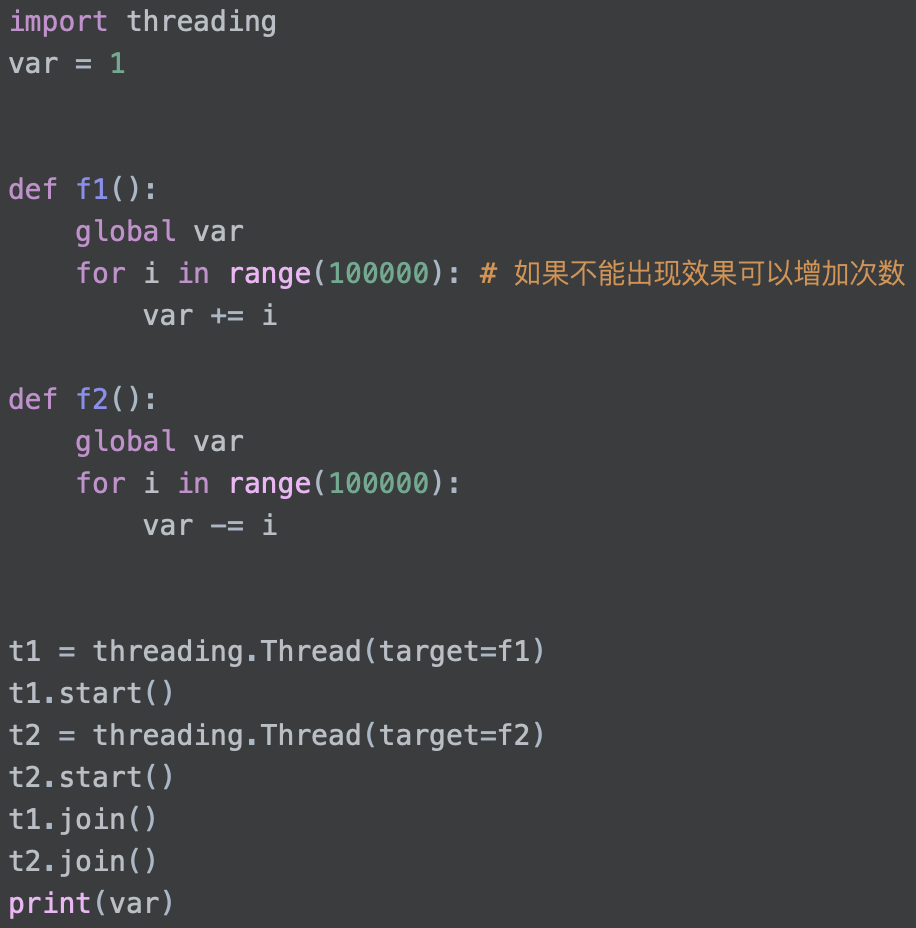 import threading
var = 1
def f1():
    global var
    for i in range(100000): # 如果不能出现效果可以增加次数
        var += i
def f2():
    global var
    for i in range(100000):
        var -= i
t1 = threading.Thread(target=f1)
t1.start()
t2 = threading.Thread(target=f2)
t2.start()
t1.join()
t2.join()
print(var)